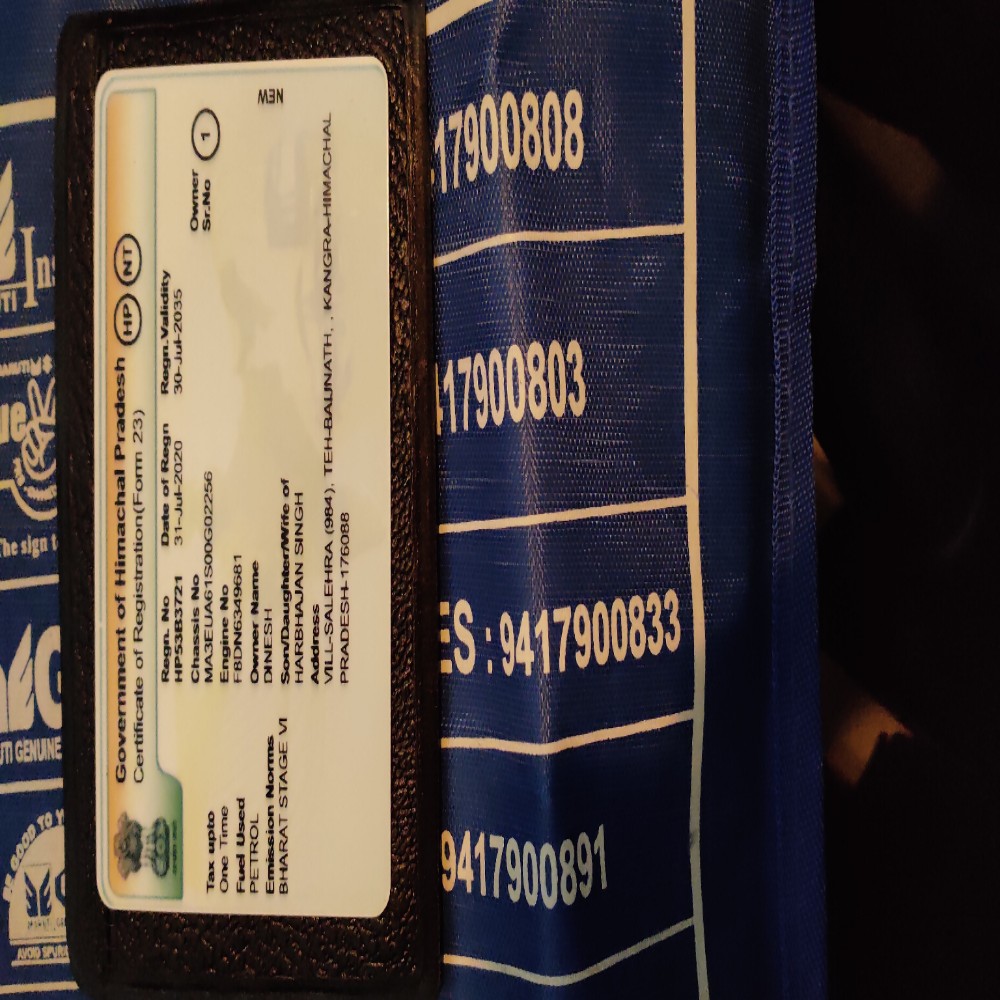 Government of Himachal Pradesh HP NT
Certificate of Registration(Form 23)
Regn. No Date of Regn Regn.Validity
HP53B3721 31-Jul-2020 30-Jul-2035
Owner
Sr.No 1
NEW
Chassis No
MA3EUA61S00G02256
Engine No
F8DN6349681
Owner Name
DINESH
Son/Daughter/Wife of
HARBHAJAN SINGH
Address
VILL-SALEHRA (984), TEH-BAIJNATH, , KANGRA-HIMACHAL
PRADESH-176088
Tax upto
One Time
Fuel Used
PETROL
Emission Norms
BHARAT STAGE VI
17900808
17900803
ES : 9417900833
9417900891
The sign
GOOD TO